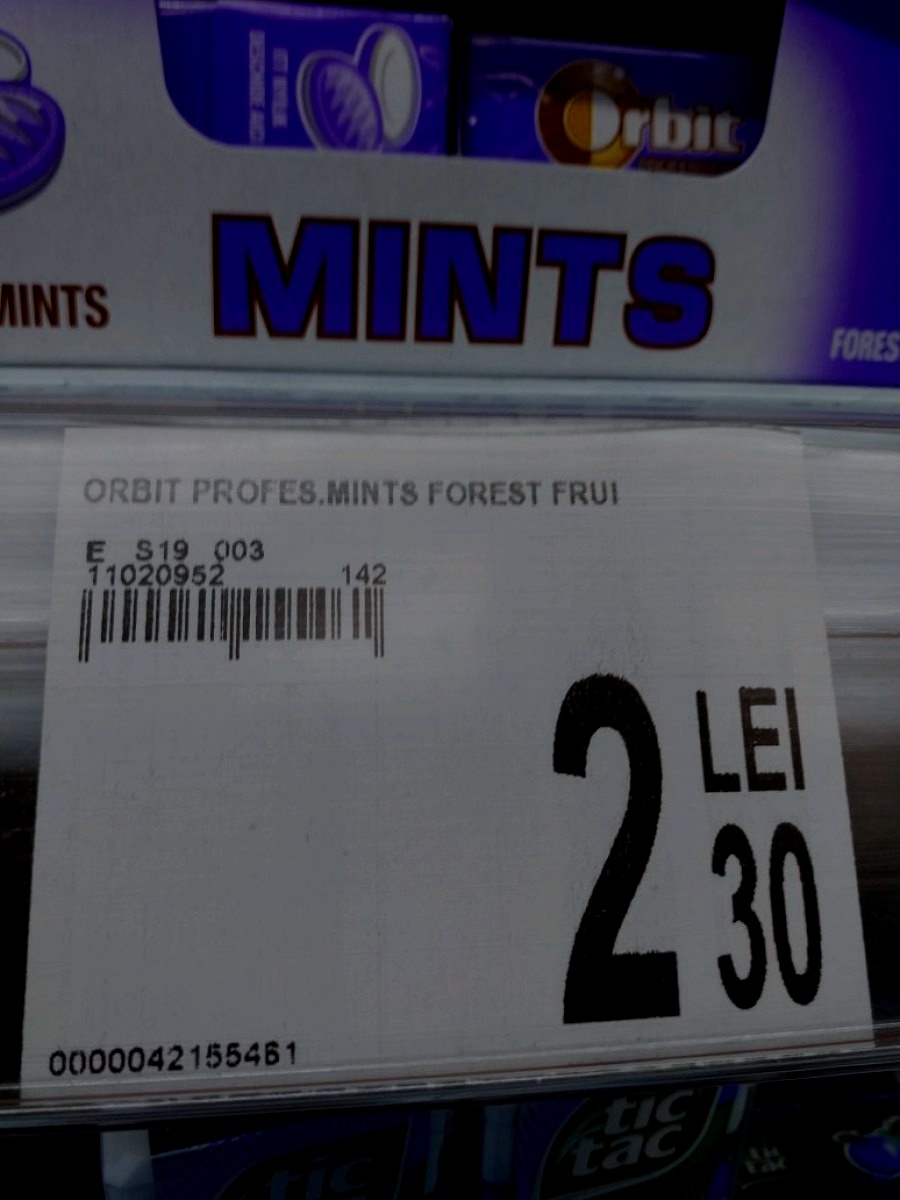 Orbit
MINTS
MINTS
FORES
ORBIT PROFES.MINTS FOREST FRUI
E S19 003
11020952 142
2 LEI
30
0000042155461
tic
tac
tic